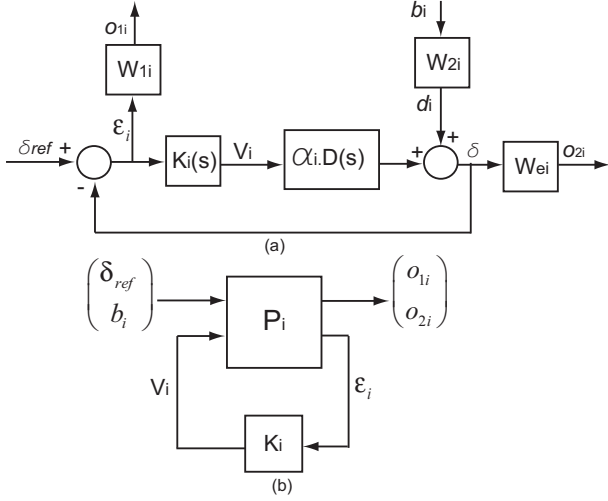 o1i
bi
W1i
W2i
εi
di
δref
+
-
Ki(s)
Vi
αi.D(s)
+
+
δ
Wei
o2i
(a)
(δref
bi)
Pi
(o1i
o2i)
Vi
εi
Ki
(b)